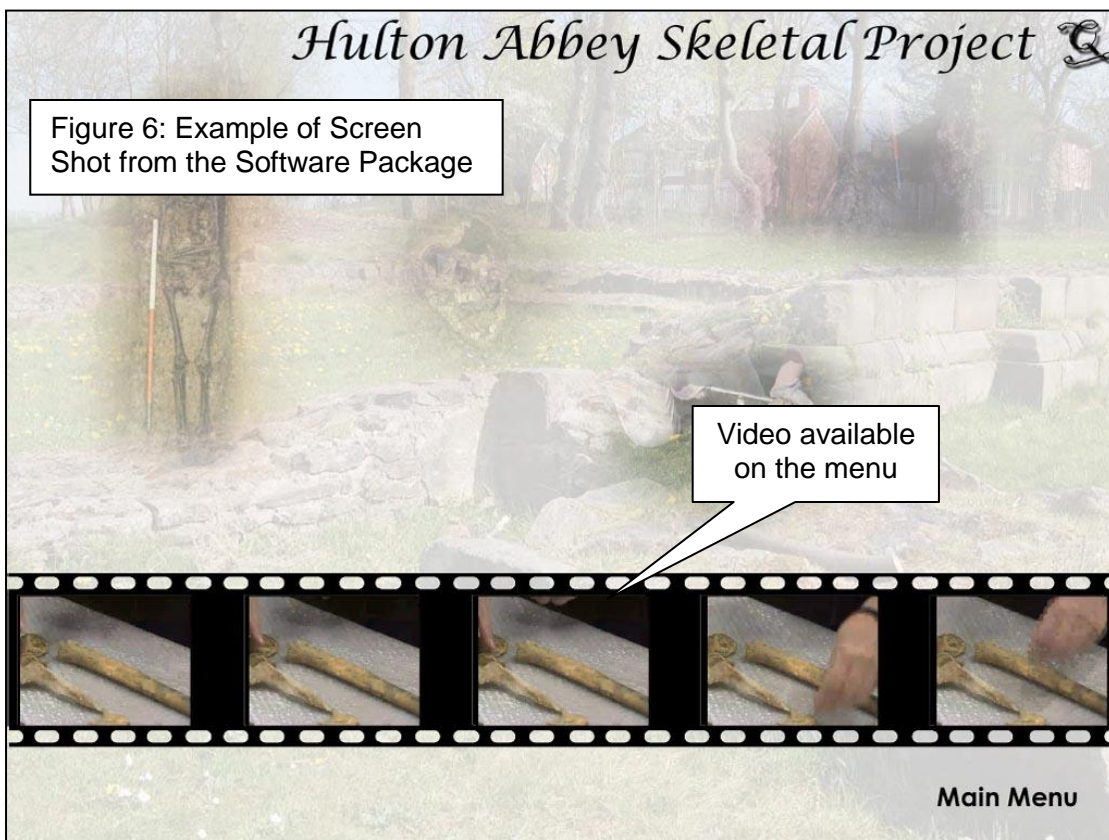 Hulton Abbey Skeletal Project
Figure 6: Example of Screen
Shot from the Software Package
Video available
on the menu
Main Menu